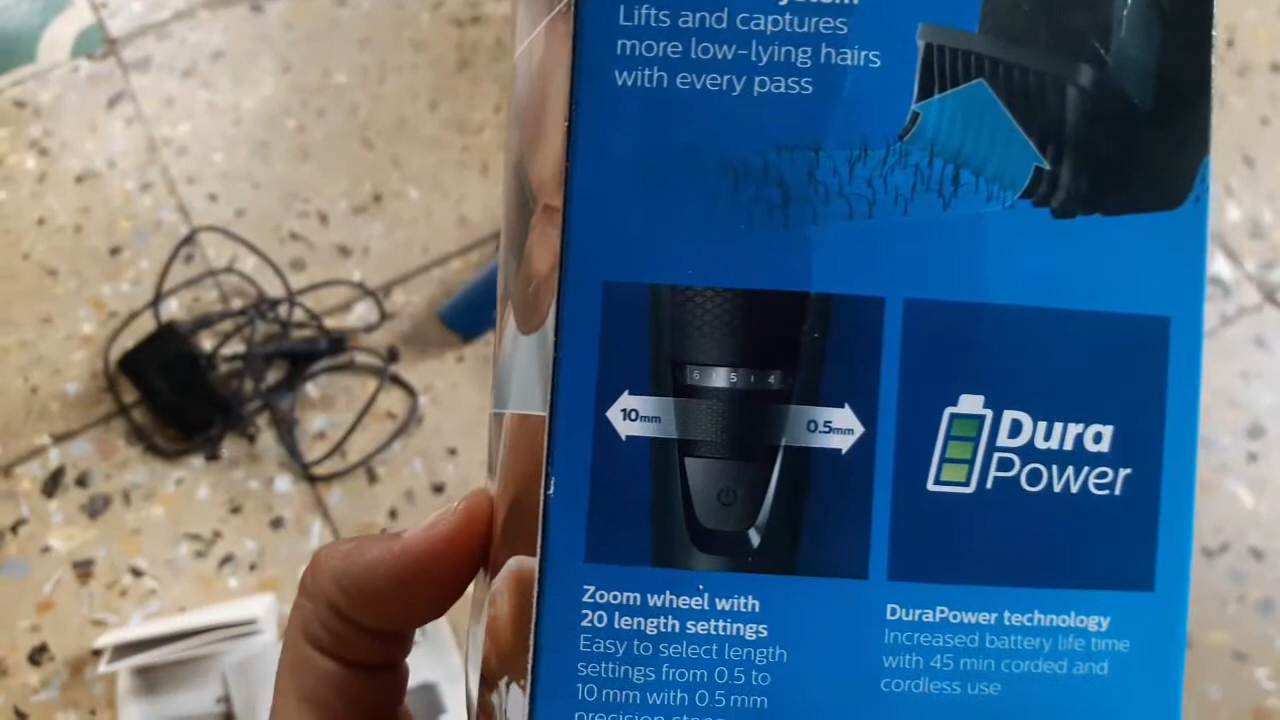 Lifts and captures
more low-lying hairs
with every pass
6 5 4
10mm
0.5mm
Dura
Power
Zoom wheel with
20 length settings
Easy to select length
settings from 0.5 to
10 mm with 0.5 mm
precision
DuraPower technology
Increased battery life time
with 45 min corded and
cordless use